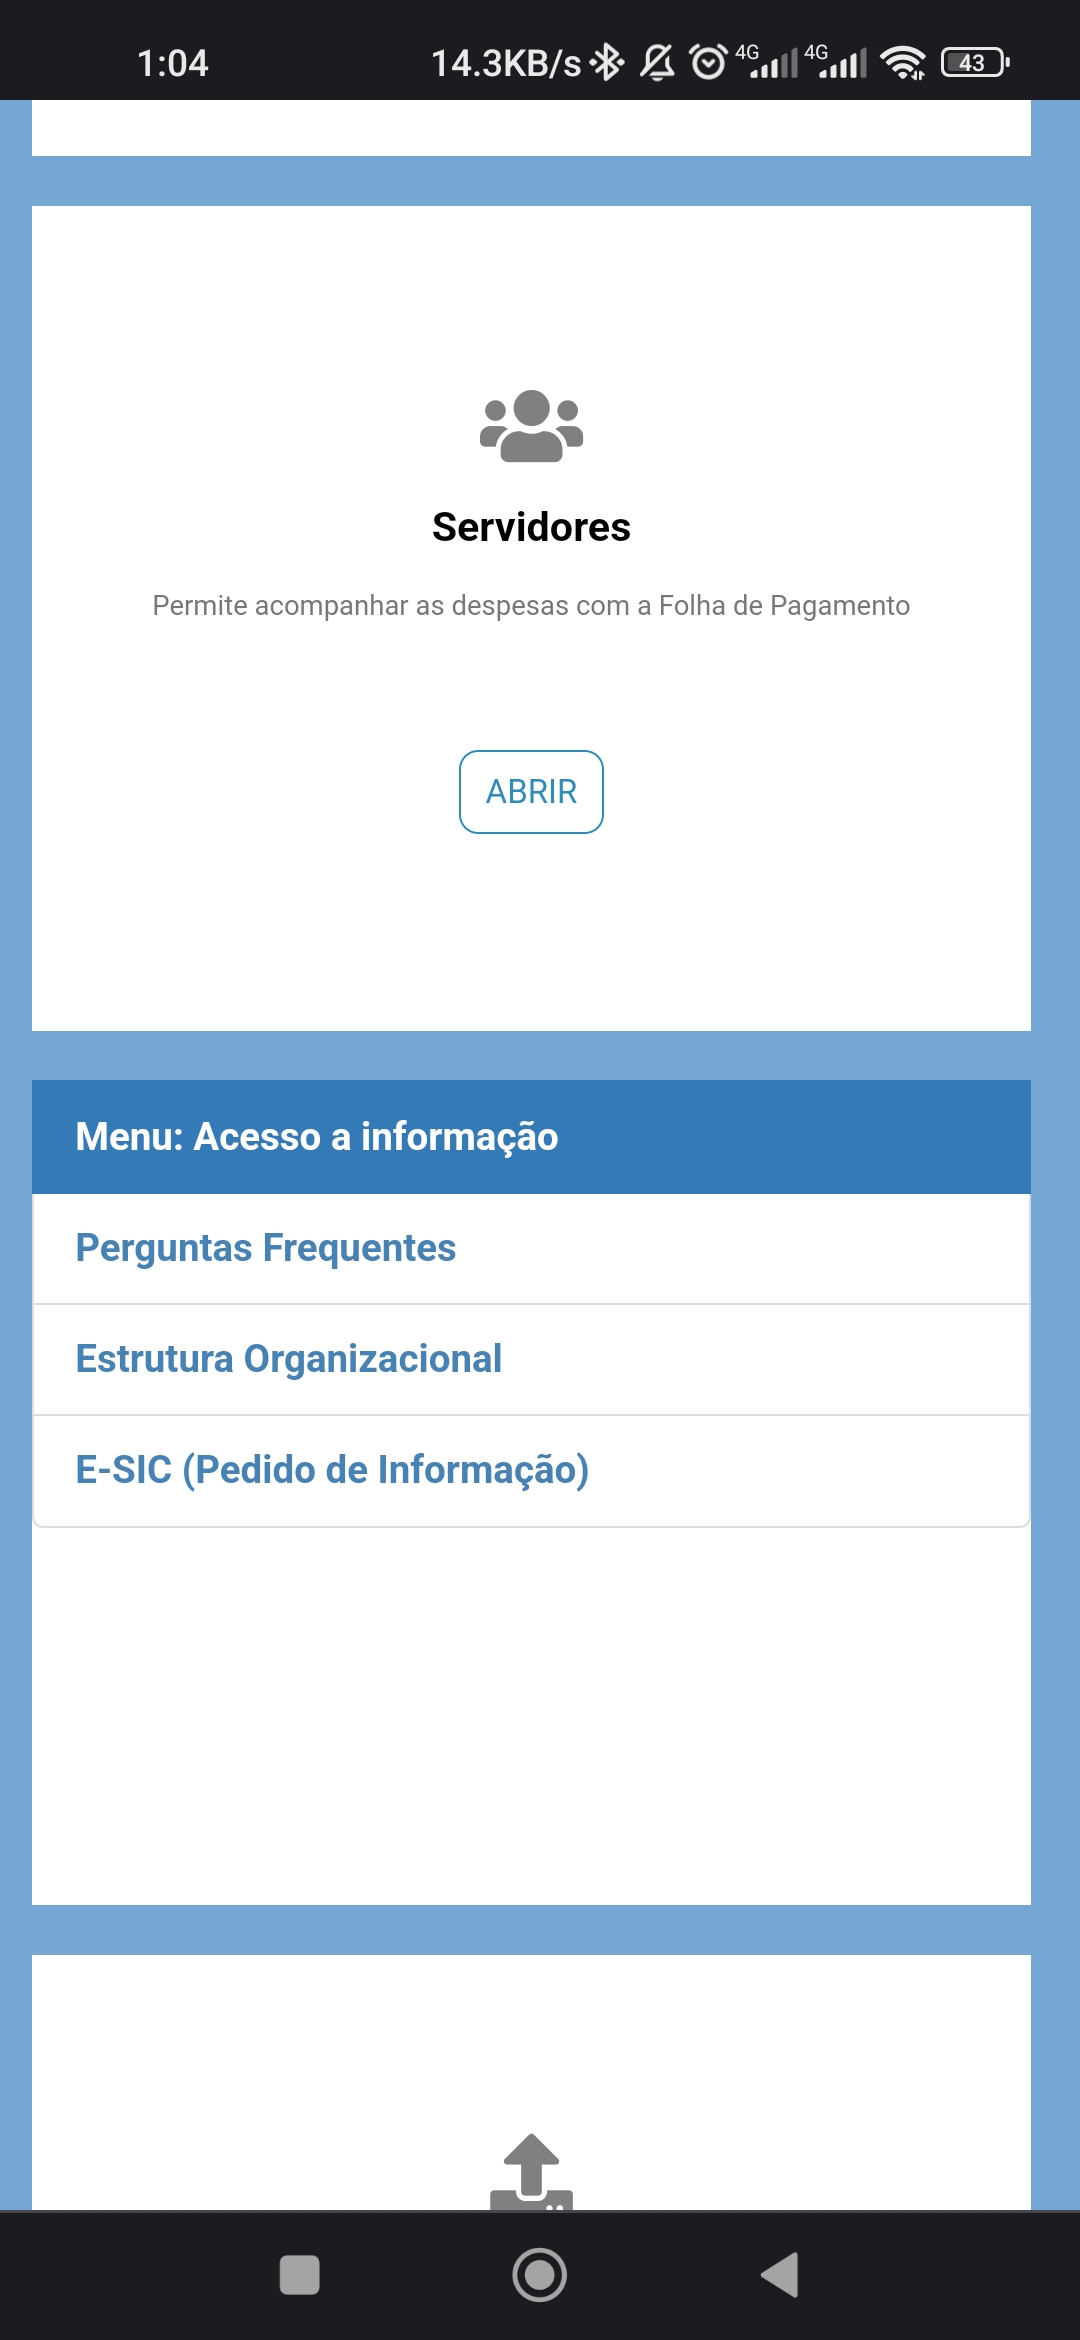 1:04
14.3KB/s 4G 4G 43
Servidores
Permite acompanhar as despesas com a Folha de Pagamento
ABRIR
Menu: Acesso a informação
Perguntas Frequentes
Estrutura Organizacional
E-SIC (Pedido de Informação)